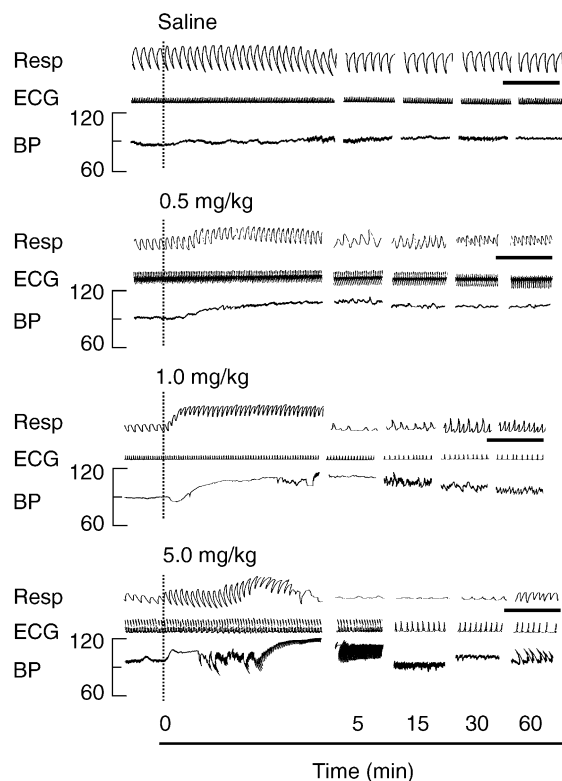 Saline
Resp
ECG
120
BP
60
0.5 mg/kg
Resp
ECG
120
BP
60
1.0 mg/kg
Resp
ECG
120
BP
60
5.0 mg/kg
Resp
ECG
120
BP
60
0 5 15 30 60
Time (min)